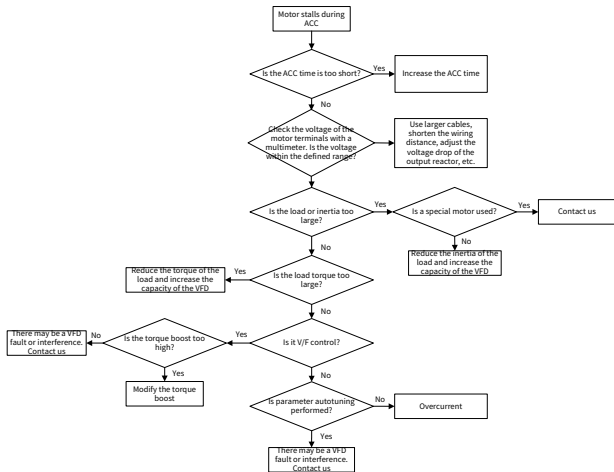 Motor stalls during
ACC
Is the ACC time is too short?
Yes
Increase the ACC time
No
Check the voltage of the
motor terminals with a
multimeter. Is the voltage
within the defined range?
Use larger cables,
shorten the wiring
distance, adjust the
voltage drop of the
output reactor, etc.
Is the load or inertia too
large?
Yes
Is a special motor used?
Yes
Contact us
No
No
Reduce the inertia of the
load and increase the
capacity of the VFD
Reduce the torque of the
load and increase the
capacity of the VFD
Yes
Is the load torque too
large?
No
There may be a VFD
fault or interference.
Contact us
No
Is the torque boost too
high?
Yes
Is it V/F control?
Yes
No
Modify the torque
boost
Is parameter autotuning
performed?
No
Overcurrent
Yes
There may be a VFD
fault or interference.
Contact us